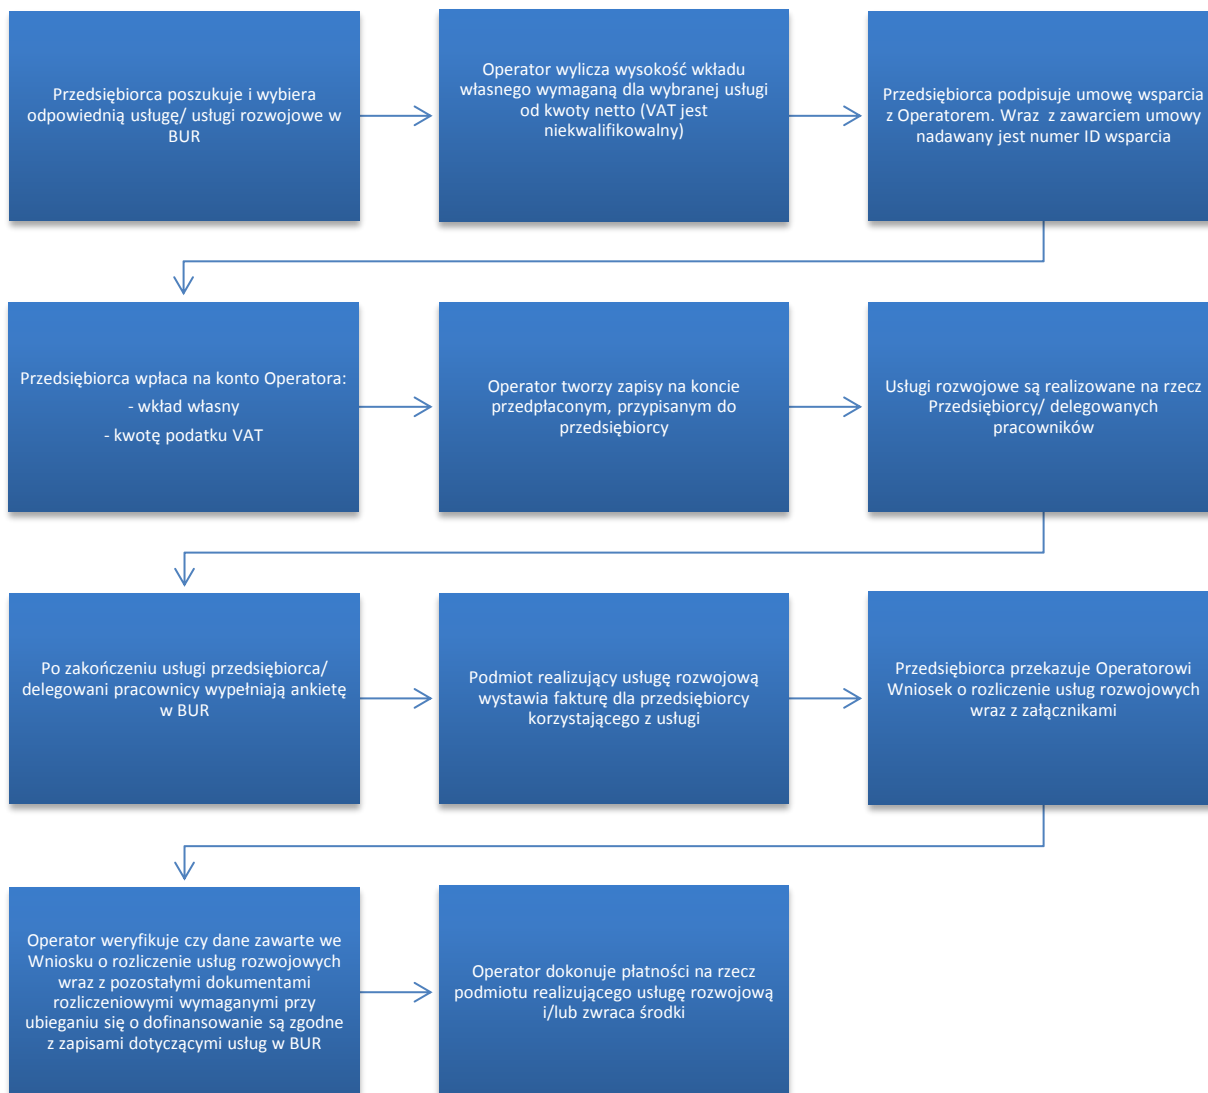 Przedsiębiorca poszukuje i wybiera
odpowiednią usługę/ usługi rozwojowe w
BUR
Operator wylicza wysokość wkładu
własnego wymaganą dla wybranej usługi
od kwoty netto (VAT jest
niekwalifikowalny)
Przedsiębiorca podpisuje umowę wsparcia
z Operatorem. Wraz z zawarciem umowy
nadawany jest numer ID wsparcia
Przedsiębiorca wpłaca na konto Operatora:
- wkład własny
- kwotę podatku VAT
Operator tworzy zapisy na koncie
przedpłaconym, przypisanym do
przedsiębiorcy
Usługi rozwojowe są realizowane na rzecz
Przedsiębiorcy/ delegowanych
pracowników
Po zakończeniu usługi przedsiębiorca/
delegowani pracownicy wypełniają ankietę
w BUR
Podmiot realizujący usługę rozwojową
wystawia fakturę dla przedsiębiorcy
korzystającego z usługi
Przedsiębiorca przekazuje Operatorowi
Wniosek o rozliczenie usług rozwojowych
wraz z załącznikami
Operator weryfikuje czy dane zawarte we
Wniosku o rozliczenie usług rozwojowych
wraz z pozostałymi dokumentami
rozliczeniowymi wymaganymi przy
ubieganiu się o dofinansowanie są zgodne
z zapisami dotyczącymi usług w BUR
Operator dokonuje płatności na rzecz
podmiotu realizującego usługę rozwojową
i/lub zwraca środki